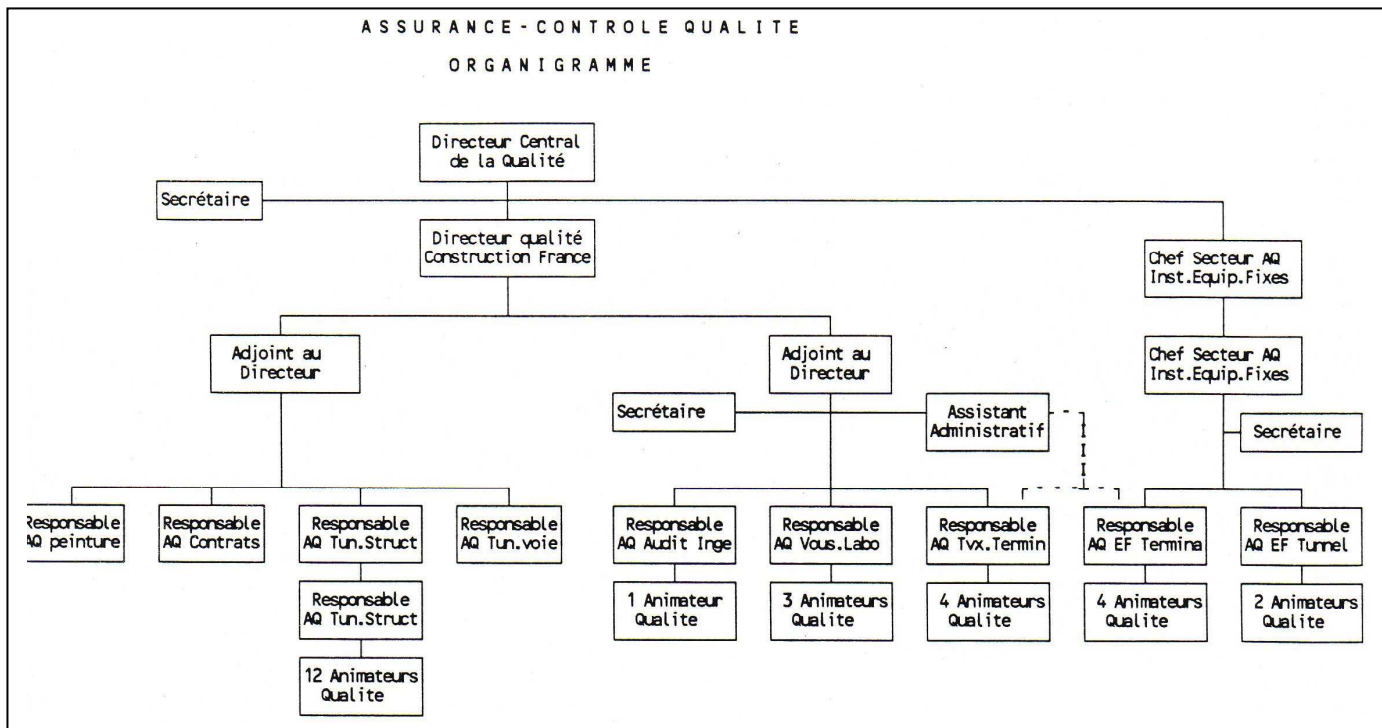 ASSURANCE-CONTROLE QUALITE
ORGANIGRAMME
Directeur Central
de la Qualité
Secrétaire
Directeur qualité
Construction France
Chef Secteur AQ
Inst.Equip.Fixes
Adjoint au
Directeur
Adjoint au
Directeur
Chef Secteur AQ
Inst.Equip.Fixes
Secrétaire
Assistant
Administratif
Secrétaire
Responsable
AQ peinture
Responsable
AQ Contrats
Responsable
AQ Tun.Struct
Responsable
AQ Tun.voie
Responsable
AQ Audit Inge
Responsable
AQ Vous.Labo
Responsable
AQ Tvx.Termin
Responsable
AQ EF Termina
Responsable
AQ EF Tunnel
Responsable
AQ Tun.Struct
1 Animateur
Qualite
3 Animateurs
Qualite
4 Animateurs
Qualite
4 Animateurs
Qualite
2 Animateurs
Qualite
12 Animateurs
Qualite